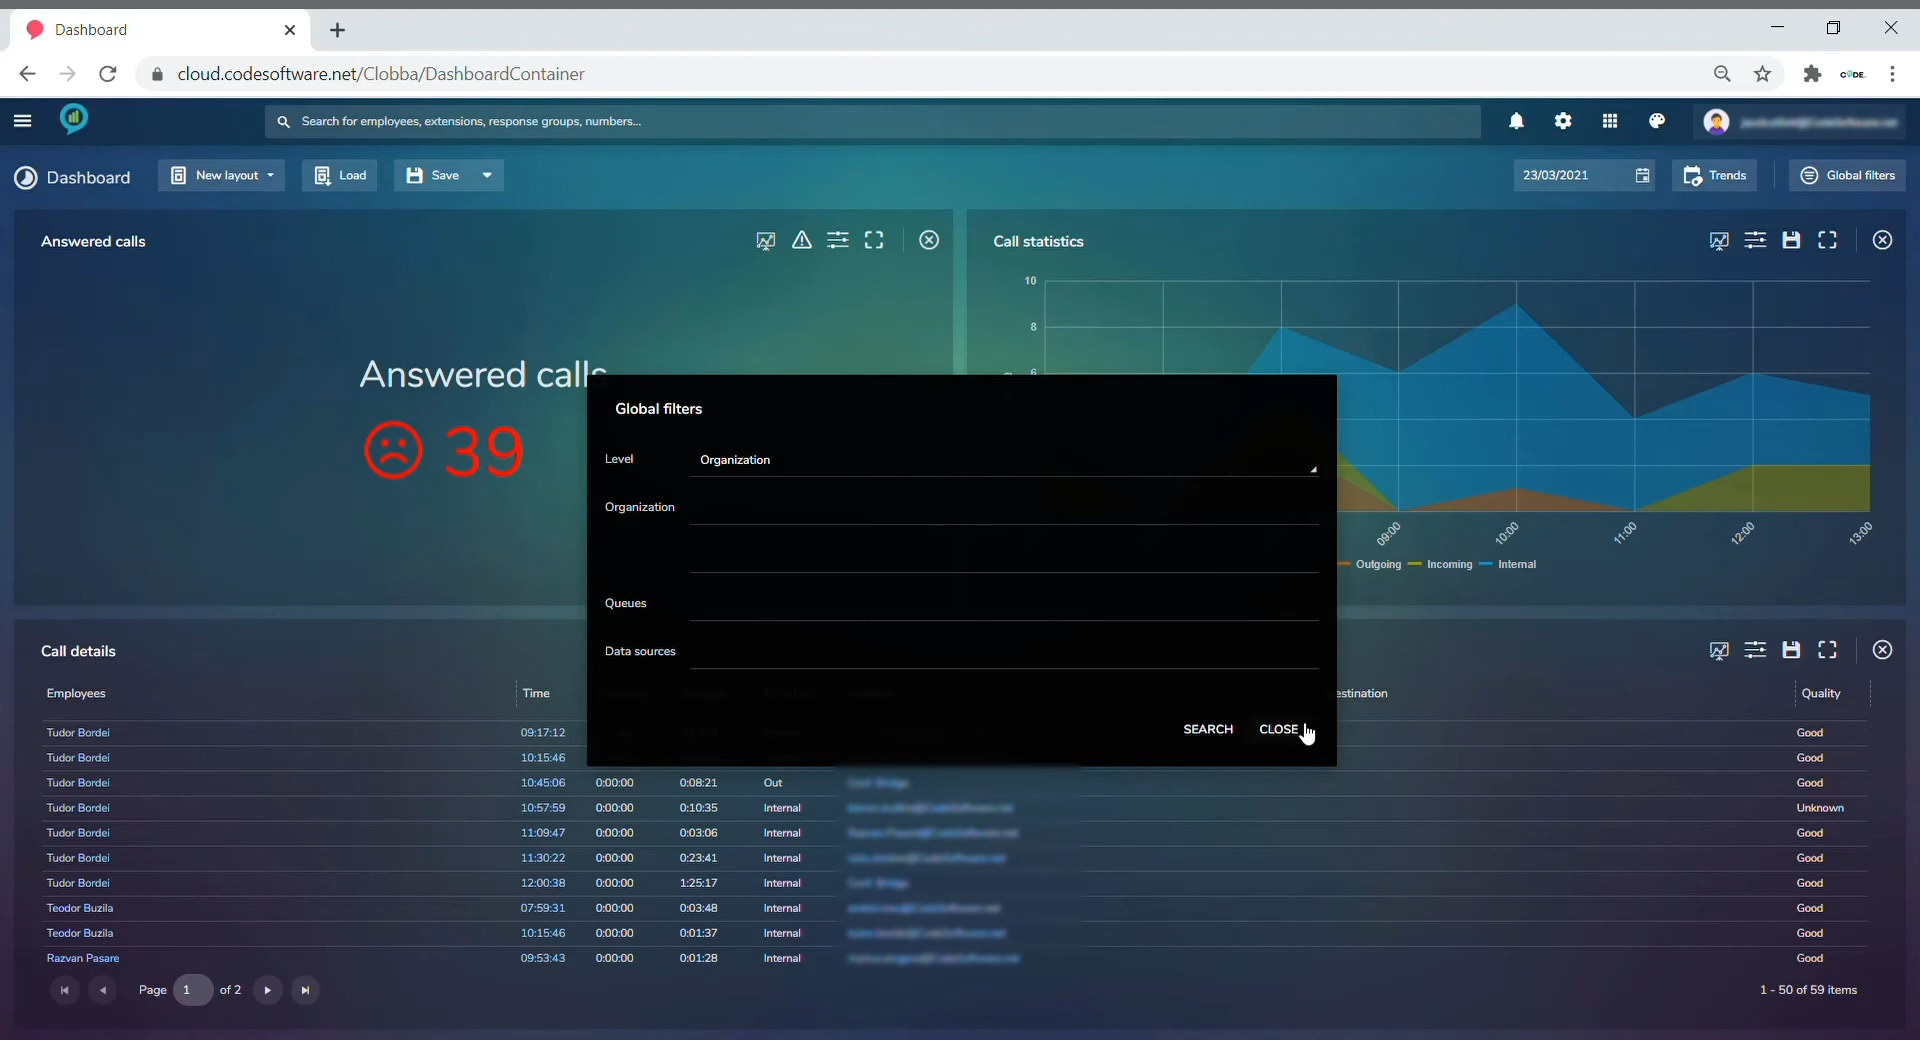 Dashboard
cloud.codesoftware.net/Clobba/DashboardContainer
CODE.
Search for employees, extensions, response groups, numbers...
Dashboard
New layout
Load
Save
23/03/2021
Trends
Global filters
Answered calls
Call statistics
Answered calls
39
10
8
6
09:00
10:00
11:00
12:00
13:00
Outgoing
Incoming
Internal
Global filters
Level
Organization
Organization
Queues
Data sources
SEARCH
CLOSE
Call details
Employees Time estination Quality
Tudor Bordei 09:17:12 Good
Tudor Bordei 10:15:46 Good
Tudor Bordei 10:45:06 0:00:00 0:08:21 Out Good
Tudor Bordei 10:57:59 0:00:00 0:10:35 Internal Unknown
Tudor Bordei 11:09:47 0:00:00 0:03:06 Internal Good
Tudor Bordei 11:30:22 0:00:00 0:23:41 Internal Good
Tudor Bordei 12:00:38 0:00:00 1:25:17 Internal Good
Teodor Buzila 07:59:31 0:00:00 0:03:48 Internal Good
Teodor Buzila 10:15:46 0:00:00 0:01:37 Internal Good
Razvan Pasare 09:53:43 0:00:00 0:01:28 Internal Good
Page 1 of 2
1 - 50 of 59 items